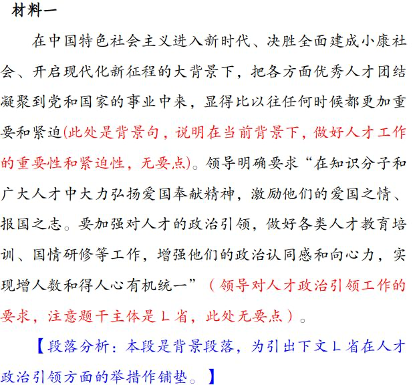 材料一
在中国特色社会主义进入新时代、决胜全面建成小康社
会、开启现代化新征程的大背景下，把各方面优秀人才团结
凝聚到党和国家的事业中来，显得比以往任何时候都更加重
要和紧迫(此处是背景句，说明在当前背景下，做好人才工作
的重要性和紧迫性，无要点)。领导明确要求“在知识分子和
广大人才中大力弘扬爱国奉献精神，激励他们的爱国之情、
报国之志。要加强对人才的政治引领，做好各类人才教育培
训、国情研修等工作，增强他们的政治认同感和向心力，实
现增人数和得人心有机统一”（领导对人才政治引领工作的
要求，注意题干主体是 L 省，此处无要点）。
【段落分析：本段是背景段落，为引出下文 L 省在人才
政治引领方面的举措作铺垫。】